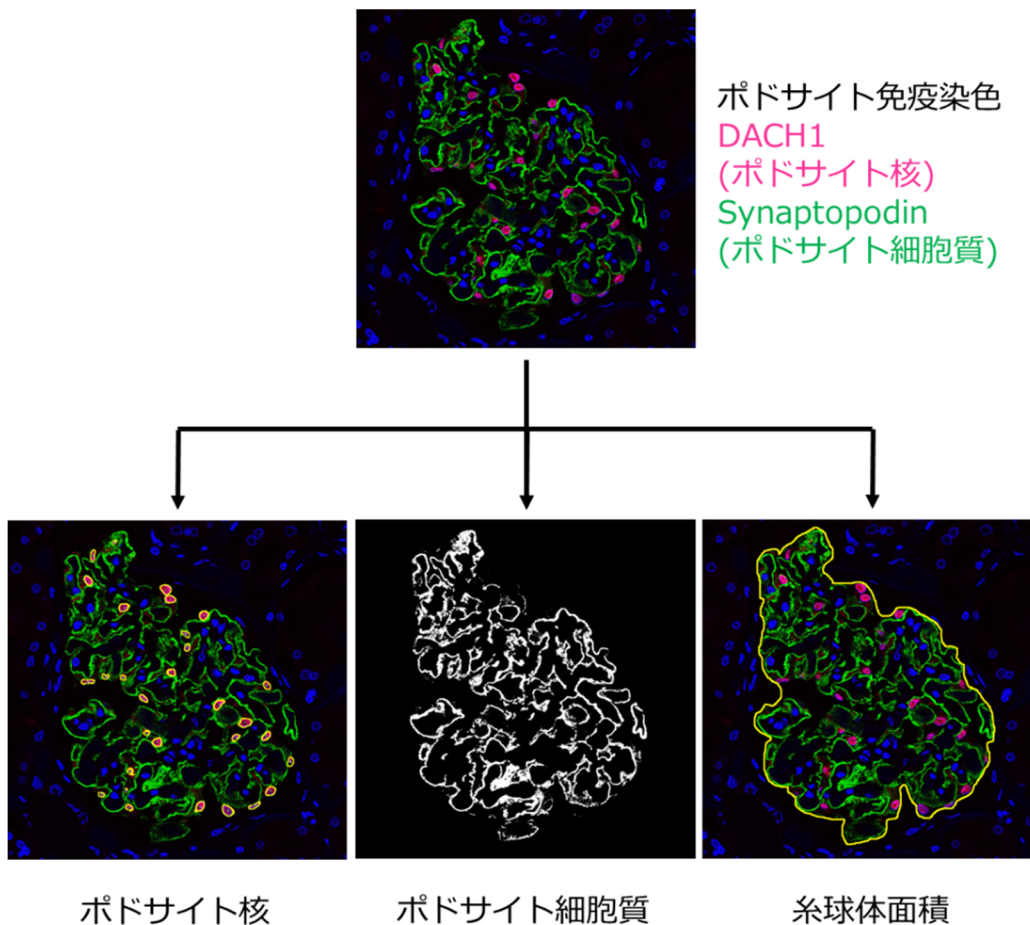 ポドサイト免疫染色
DACH1
(ポドサイト核)
Synaptopodin
(ポドサイト細胞質)
ポドサイト核
ポドサイト細胞質
糸球体面積